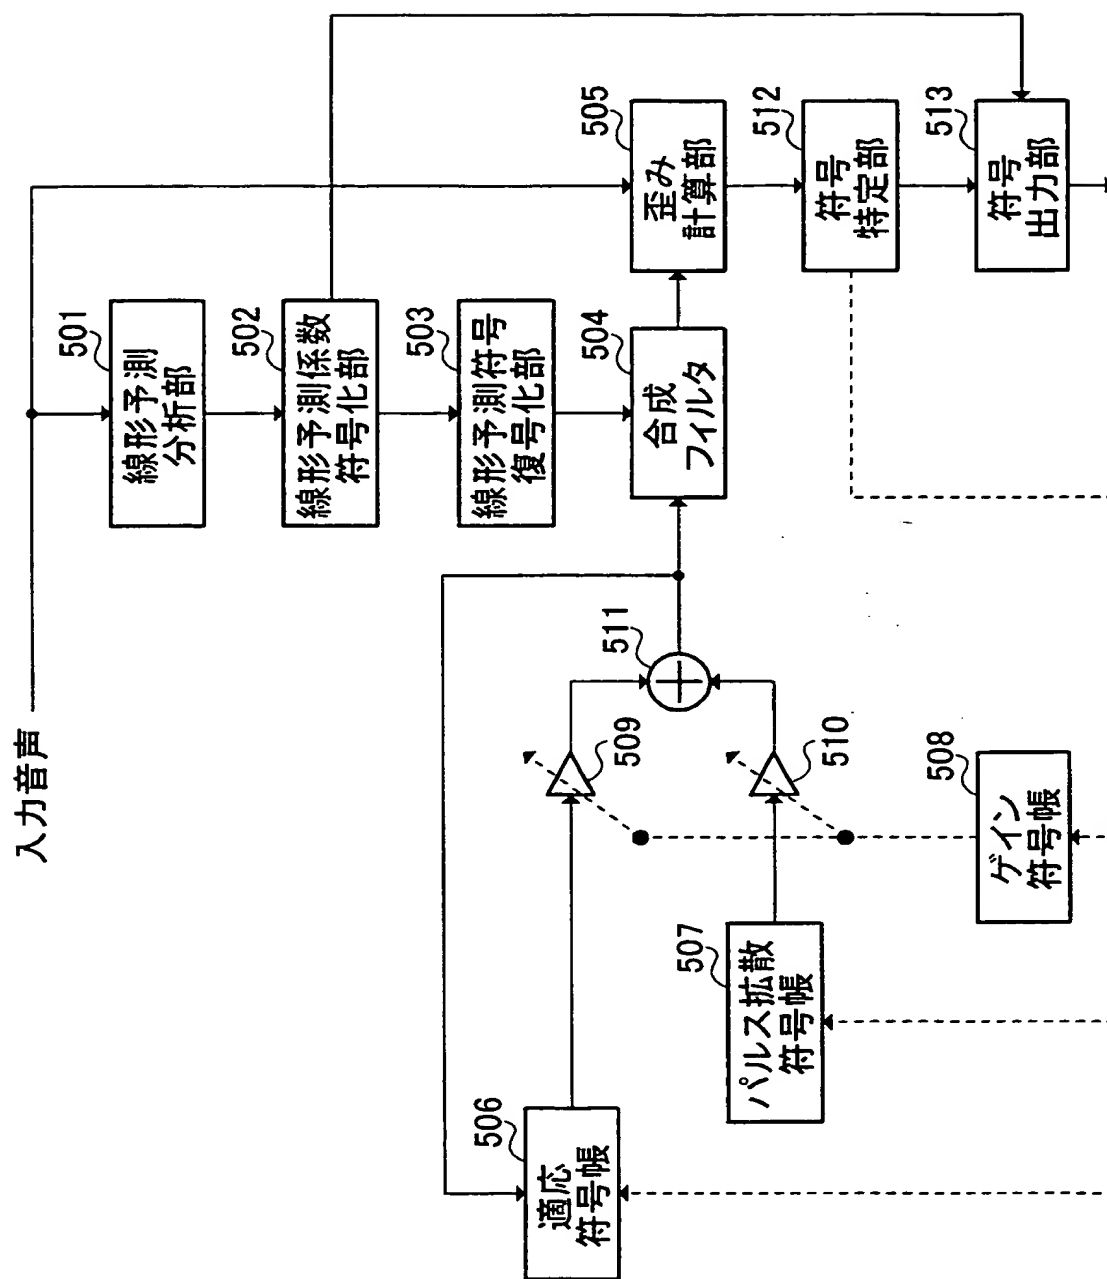 入力音声
501
線形予測
分析部
502
線形予測係数
符号化部
503
線形予測符号
復号化部
504
合成
フィルタ
505
歪み
計算部
506
適応
符号帳
507
パルス拡散
符号帳
508
ゲイン
符号帳
509
510
511
512
符号
特定部
513
符号
出力部